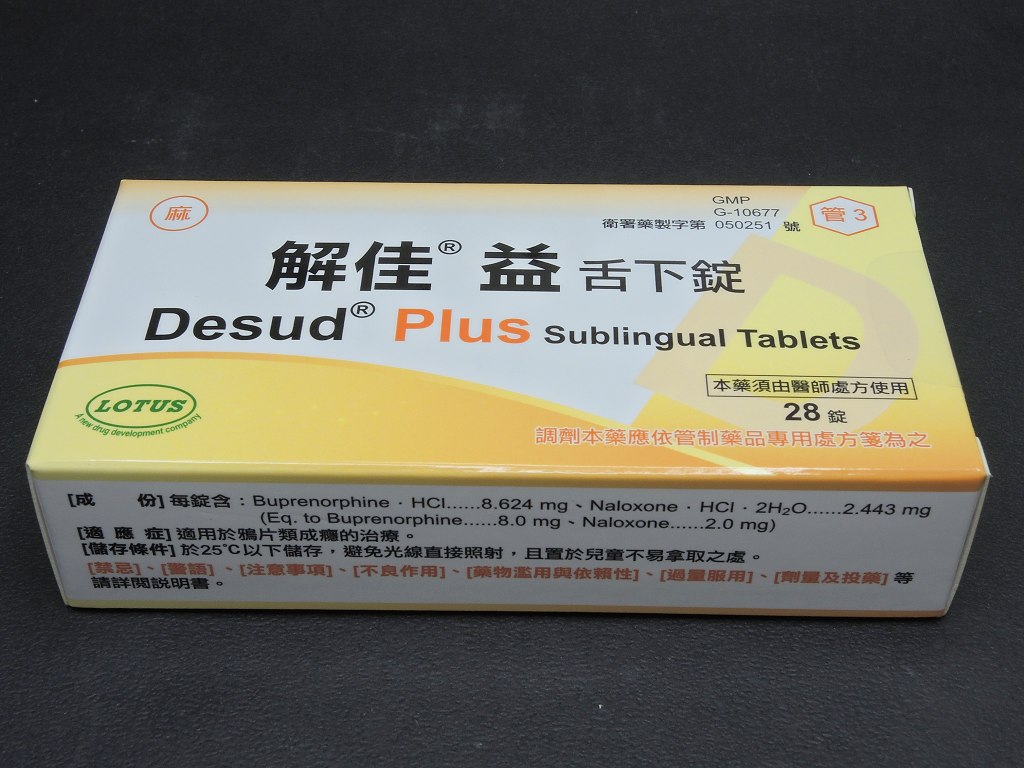 麻
GMP
G-10677
衛署藥製字第 050251 號
管3
解佳® 益 舌下錠
Desud® Plus Sublingual Tablets
LOTUS
A new drug development company
本藥須由醫師處方使用
28 錠
調劑本藥應依管制藥品專用處方箋為之
[成 份] 每錠含：Buprenorphine · HCl......8.624 mg、Naloxone · HCl · 2H₂O......2.443 mg
(Eq. to Buprenorphine......8.0 mg、Naloxone......2.0 mg)
[適 應 症] 適用於鴉片類成癮的治療。
[儲存條件] 於25°C以下儲存，避免光線直接照射，且置於兒童不易拿取之處。
[禁忌]、[警語]、[注意事項]、[不良作用]、[藥物濫用與依賴性]、[過量服用]、[劑量及投藥] 等
請詳閱說明書。